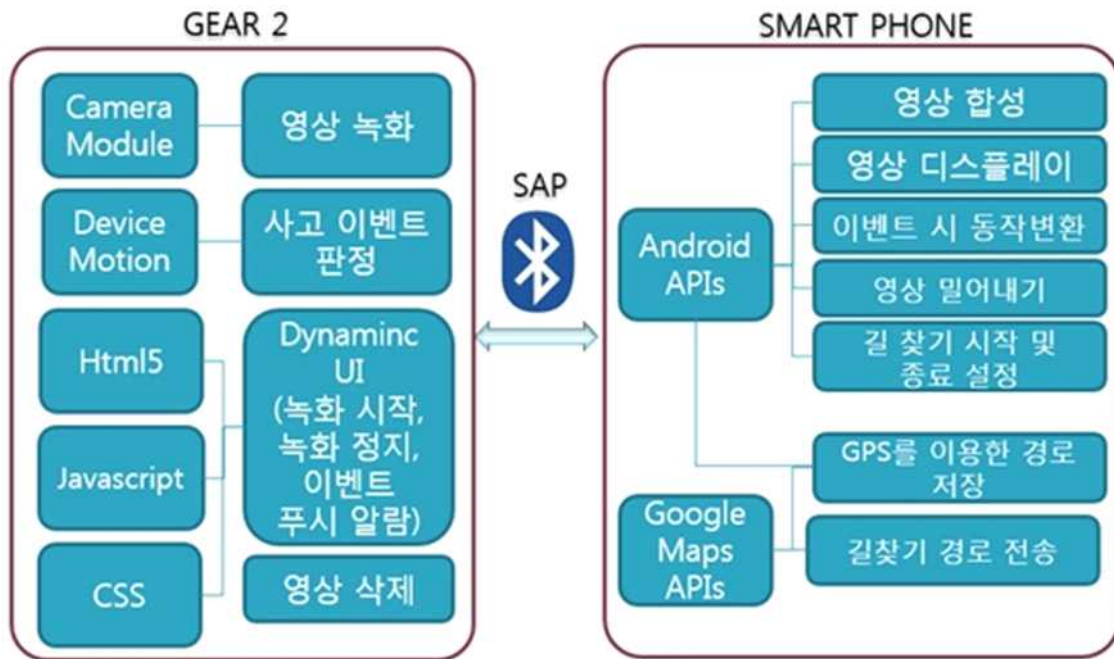 GEAR 2
Camera
Module
영상 녹화
Device
Motion
사고 이벤트
판정
Html5
Javascript
CSS
Dynaminc
UI
(녹화 시작,
녹화 정지,
이벤트
푸시 알람)
영상 삭제
SAP
SMART PHONE
Android
APIs
영상 합성
영상 디스플레이
이벤트 시 동작변환
영상 밀어내기
길 찾기 시작 및
종료 설정
Google
Maps
APIs
GPS를 이용한 경로
저장
길찾기 경로 전송